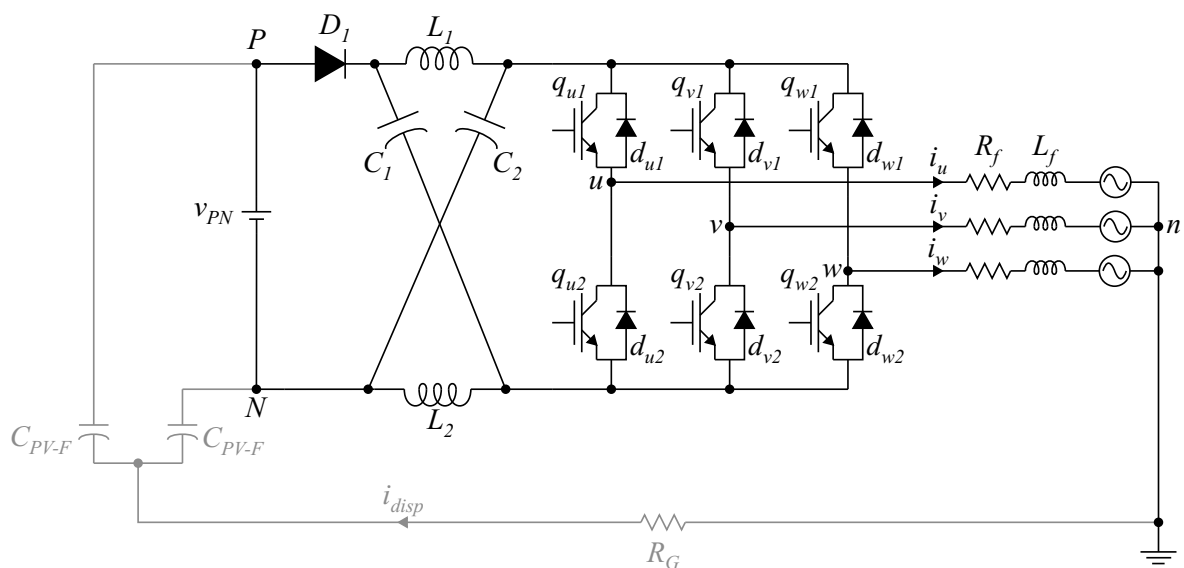 P
D1
L1
qu1
qv1
qw1
C1
C2
du1
dv1
dw1
iu
Rf
Lf
u
vPN
v
iv
n
iw
w
qu2
qv2
qw2
du2
dv2
dw2
N
L2
CPV-F
CPV-F
idisp
RG